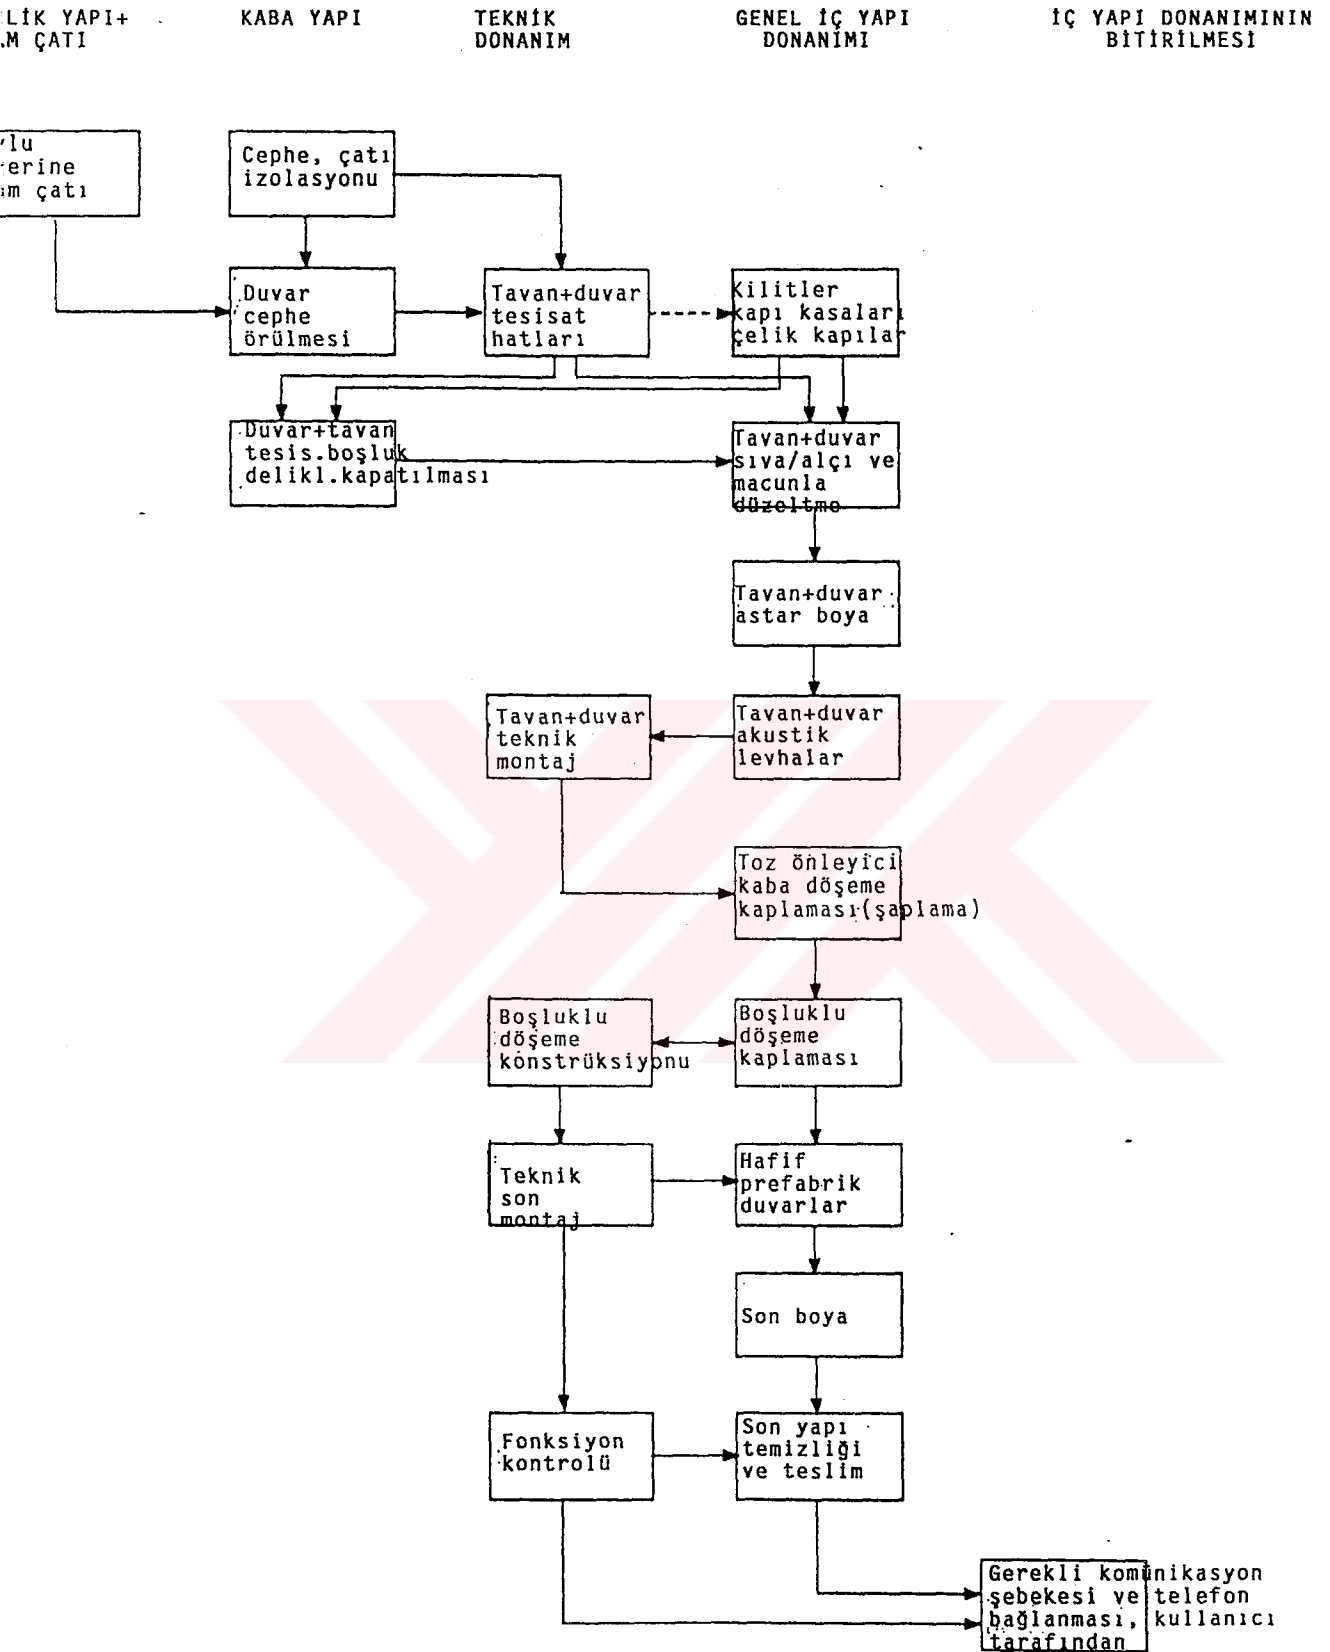 LİK YAPI+
M ÇATI
KABA YAPI
TEKNİK
DONANIM
GENEL İÇ YAPI
DONANIMI
İÇ YAPI DONANIMININ
BİTİRİLMESİ
lu
erine
m çatı
Cephe, çatı
izolasyonu
Duvar
cephe
örülmesi
Tavan+duvar
tesisat
hatları
Kilitler
kapı kasaları
çelik kapılar
Duvar+tavan
tesis.boşluk
delikl.kapatılması
Tavan+duvar
sıva/alçı ve
macunla
düzeltme
Tavan+duvar
astar boya
Tavan+duvar
teknik
montaj
Tavan+duvar
akustik
levhalar
Toz önleyici
kaba döşeme
kaplaması(şaplama)
Boşluklu
döşeme
konstrüksiyonu
Boşluklu
döşeme
kaplaması
Teknik
son
montaj
Hafif
prefabrik
duvarlar
Son boya
Fonksiyon
kontrolü
Son yapı
temizliği
ve teslim
Gerekli komünikasyon
şebekesi ve telefon
bağlanması, kullanıcı
tarafından